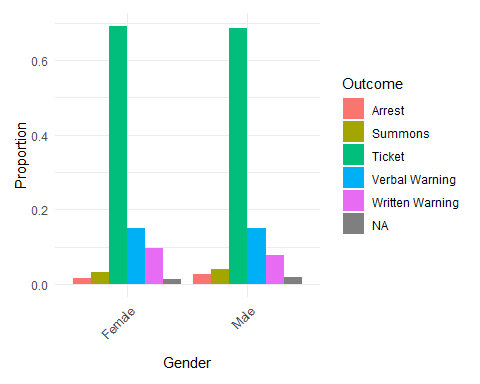 Proportion
0.6
0.4
0.2
0.0
Female
Male
Gender
Outcome
Arrest
Summons
Ticket
Verbal Warning
Written Warning
NA